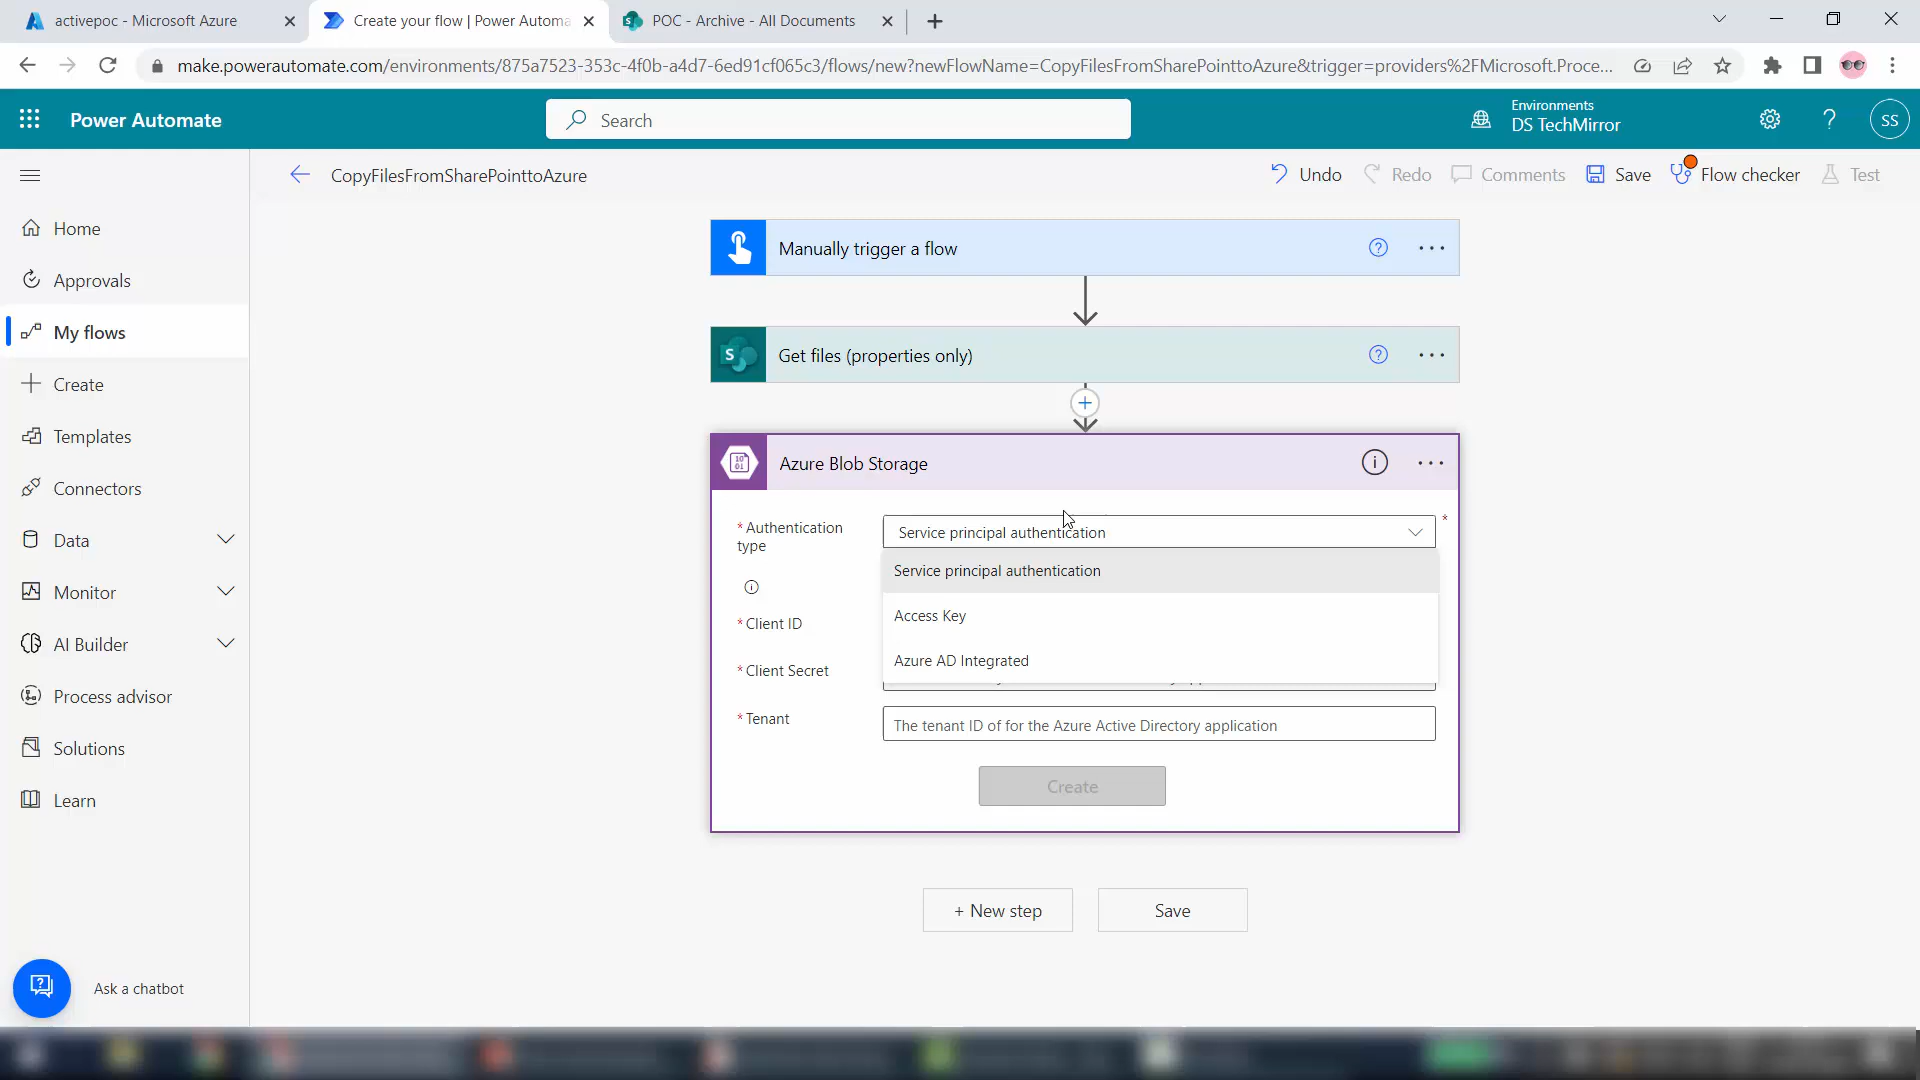 activepoc - Microsoft Azure
Create your flow | Power Automa
POC - Archive - All Documents
make.powerautomate.com/environments/875a7523-353c-4f0b-a4d7-6ed91cf065c3/flows/new?newFlowName=CopyFilesFromSharePointtoAzure&trigger=providers%2FMicrosoft.Proce...
Power Automate
Search
Environments
DS TechMirror
SS
CopyFilesFromSharePointtoAzure
Undo
Redo
Comments
Save
Flow checker
Test
Home
Approvals
My flows
Create
Templates
Connectors
Data
Monitor
AI Builder
Process advisor
Solutions
Learn
Ask a chatbot
Manually trigger a flow
Get files (properties only)
Azure Blob Storage
* Authentication type
Service principal authentication
*
Service principal authentication
Access Key
Azure AD Integrated
* Client ID
* Client Secret
* Tenant
The tenant ID of for the Azure Active Directory application
Create
+ New step
Save